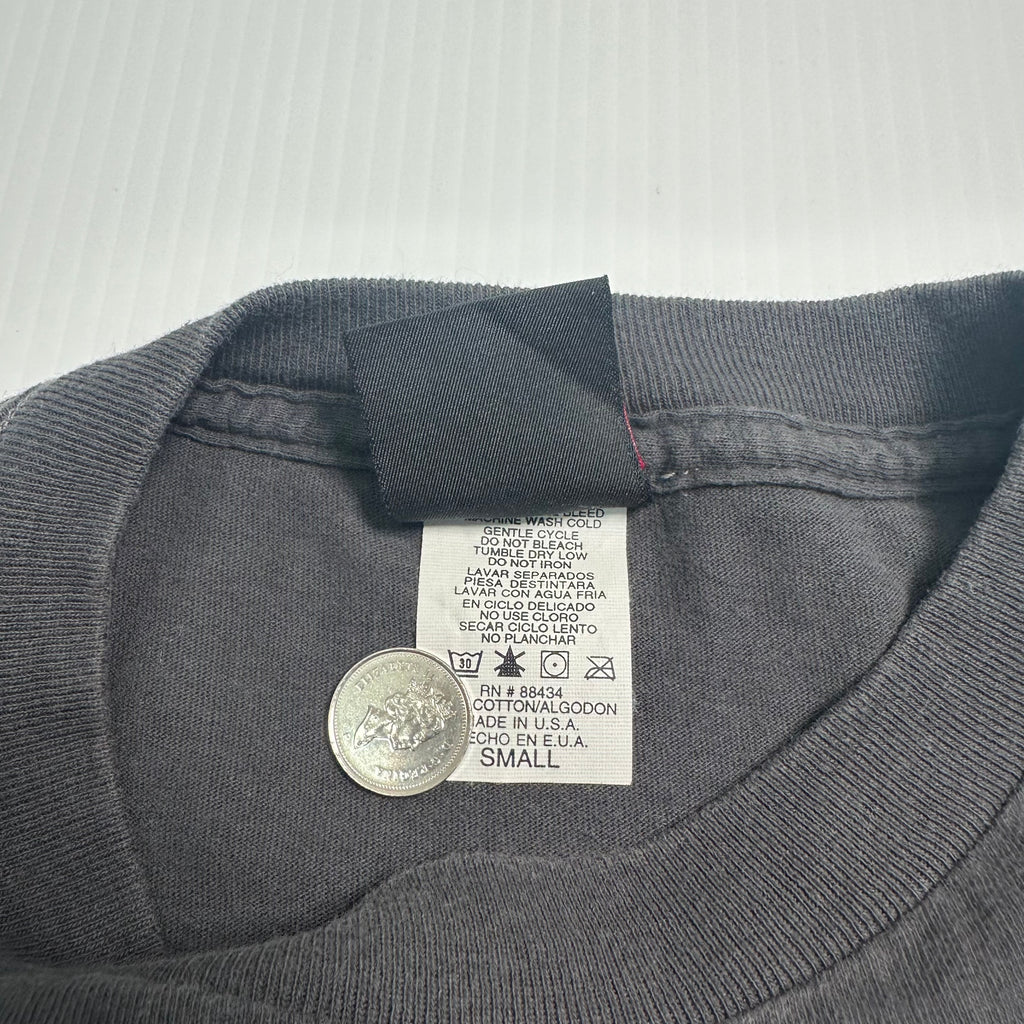 BLEED
MACHINE WASH COLD
GENTLE CYCLE
DO NOT BLEACH
TUMBLE DRY LOW
DO NOT IRON
LAVAR SEPARADOS
PIESA DESTINTARA
LAVAR CON AGUA FRIA
EN CICLO DELICADO
NO USE CLORO
SECAR CICLO LENTO
NO PLANCHAR
30
RN # 88434
COTTON/ALGODON
ADE IN U.S.A.
ECHO EN E.U.A.
SMALL